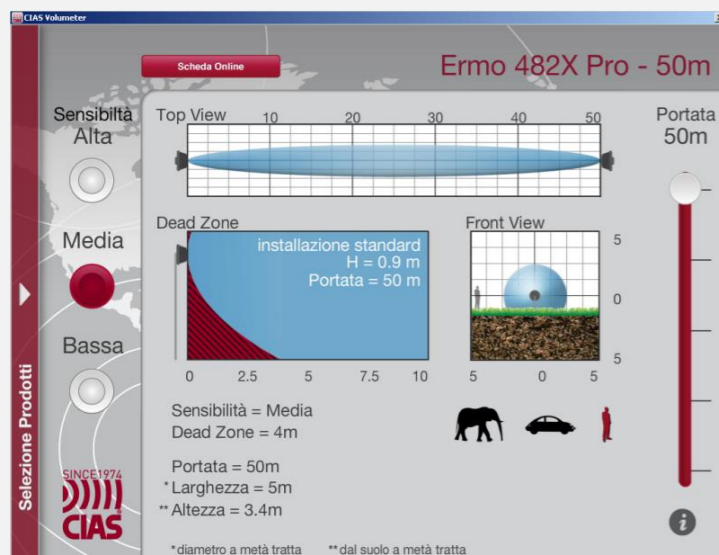 CIAS Volumeter
Scheda Online
Ermo 482X Pro - 50m
Sensibiltà
Alta
Media
Bassa
Selezione Prodotti
SINCE1974
CIAS
Top View 10 20 30 40 50
Dead Zone
installazione standard
H = 0.9 m
Portata = 50 m
0 2.5 5 7.5 10
Front View
5
0
5
5 0 5
Portata
50m
Sensibilità = Media
Dead Zone = 4m
Portata = 50m
*Larghezza = 5m
**Altezza = 3.4m
*diametro a metà tratta **dal suolo a metà tratta
i